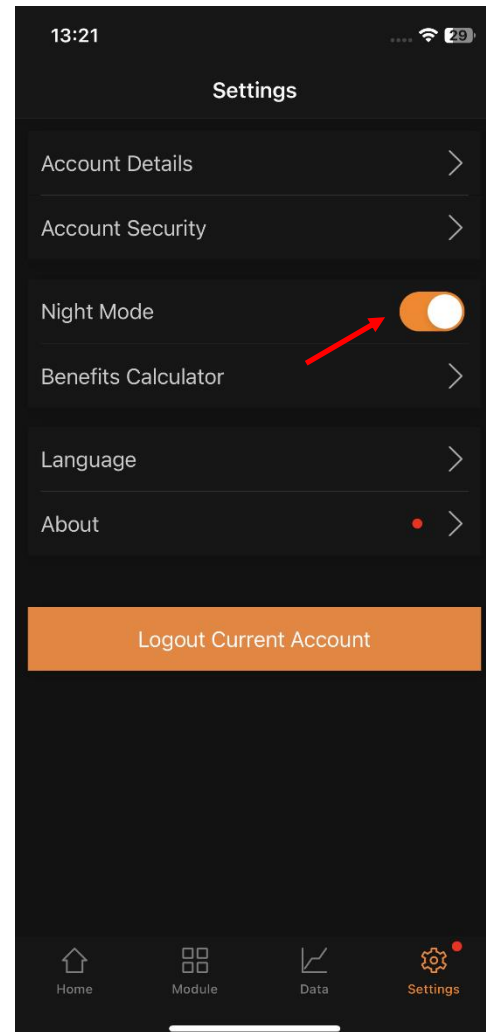 13:21
29
Settings
Account Details
Account Security
Night Mode
Benefits Calculator
Language
About
Logout Current Account
Home
Module
Data
Settings